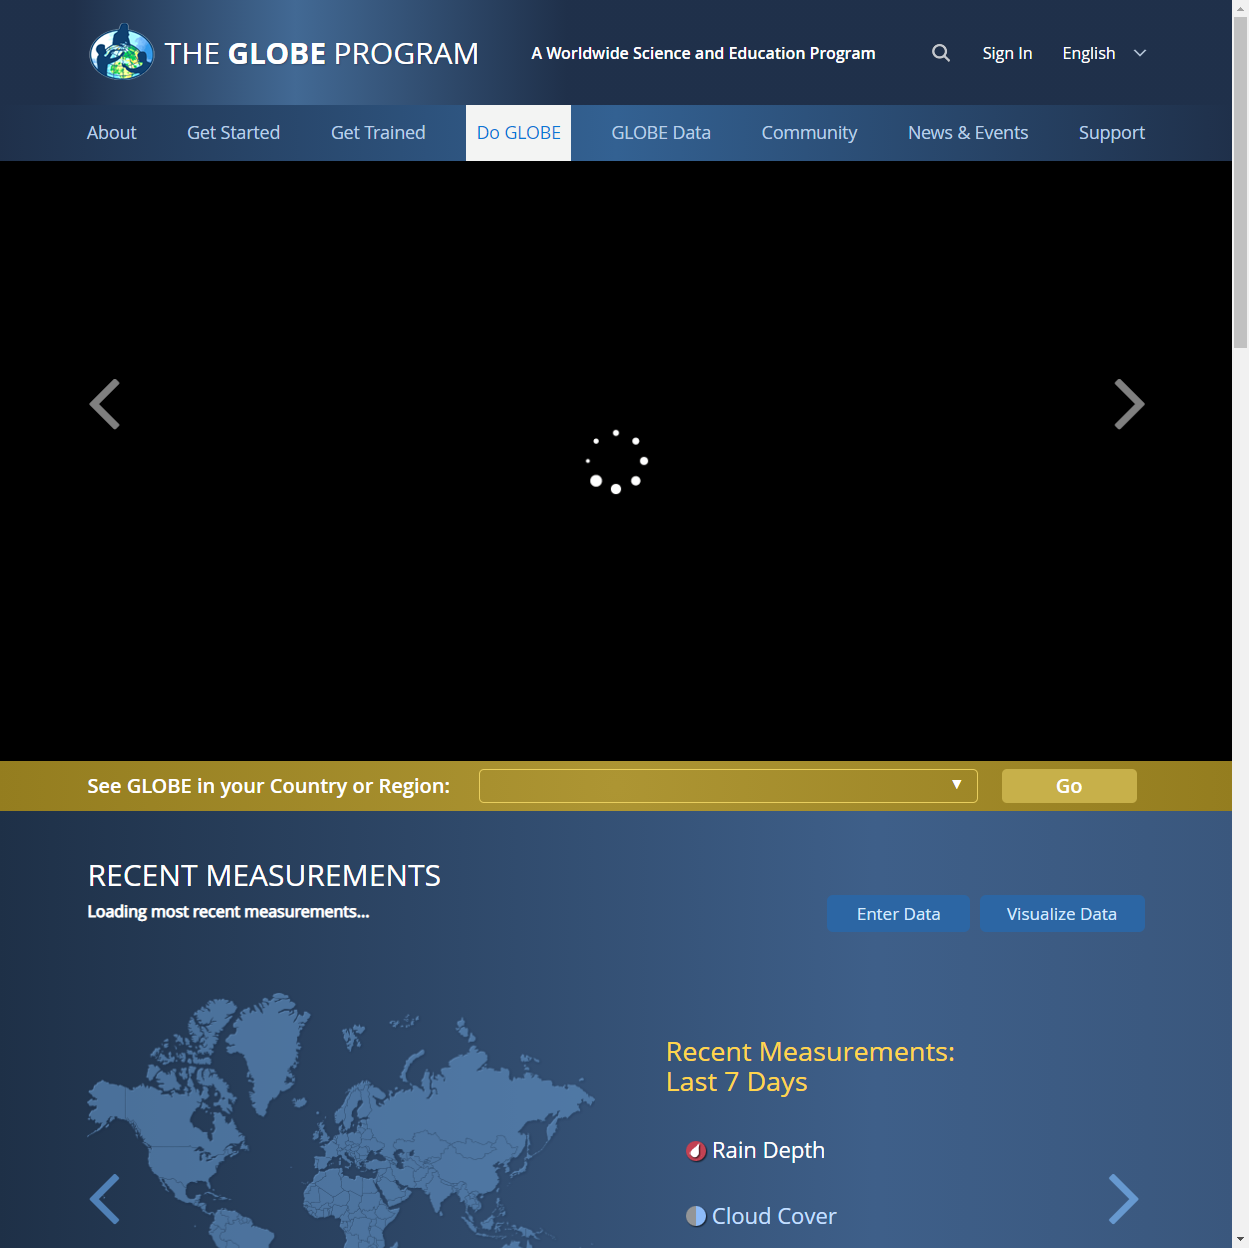 THE GLOBE PROGRAM
A Worldwide Science and Education Program
Sign In
English
About
Get Started
Get Trained
Do GLOBE
GLOBE Data
Community
News & Events
Support
See GLOBE in your Country or Region:
Go
RECENT MEASUREMENTS
Loading most recent measurements...
Enter Data
Visualize Data
Recent Measurements:
Last 7 Days
Rain Depth
Cloud Cover